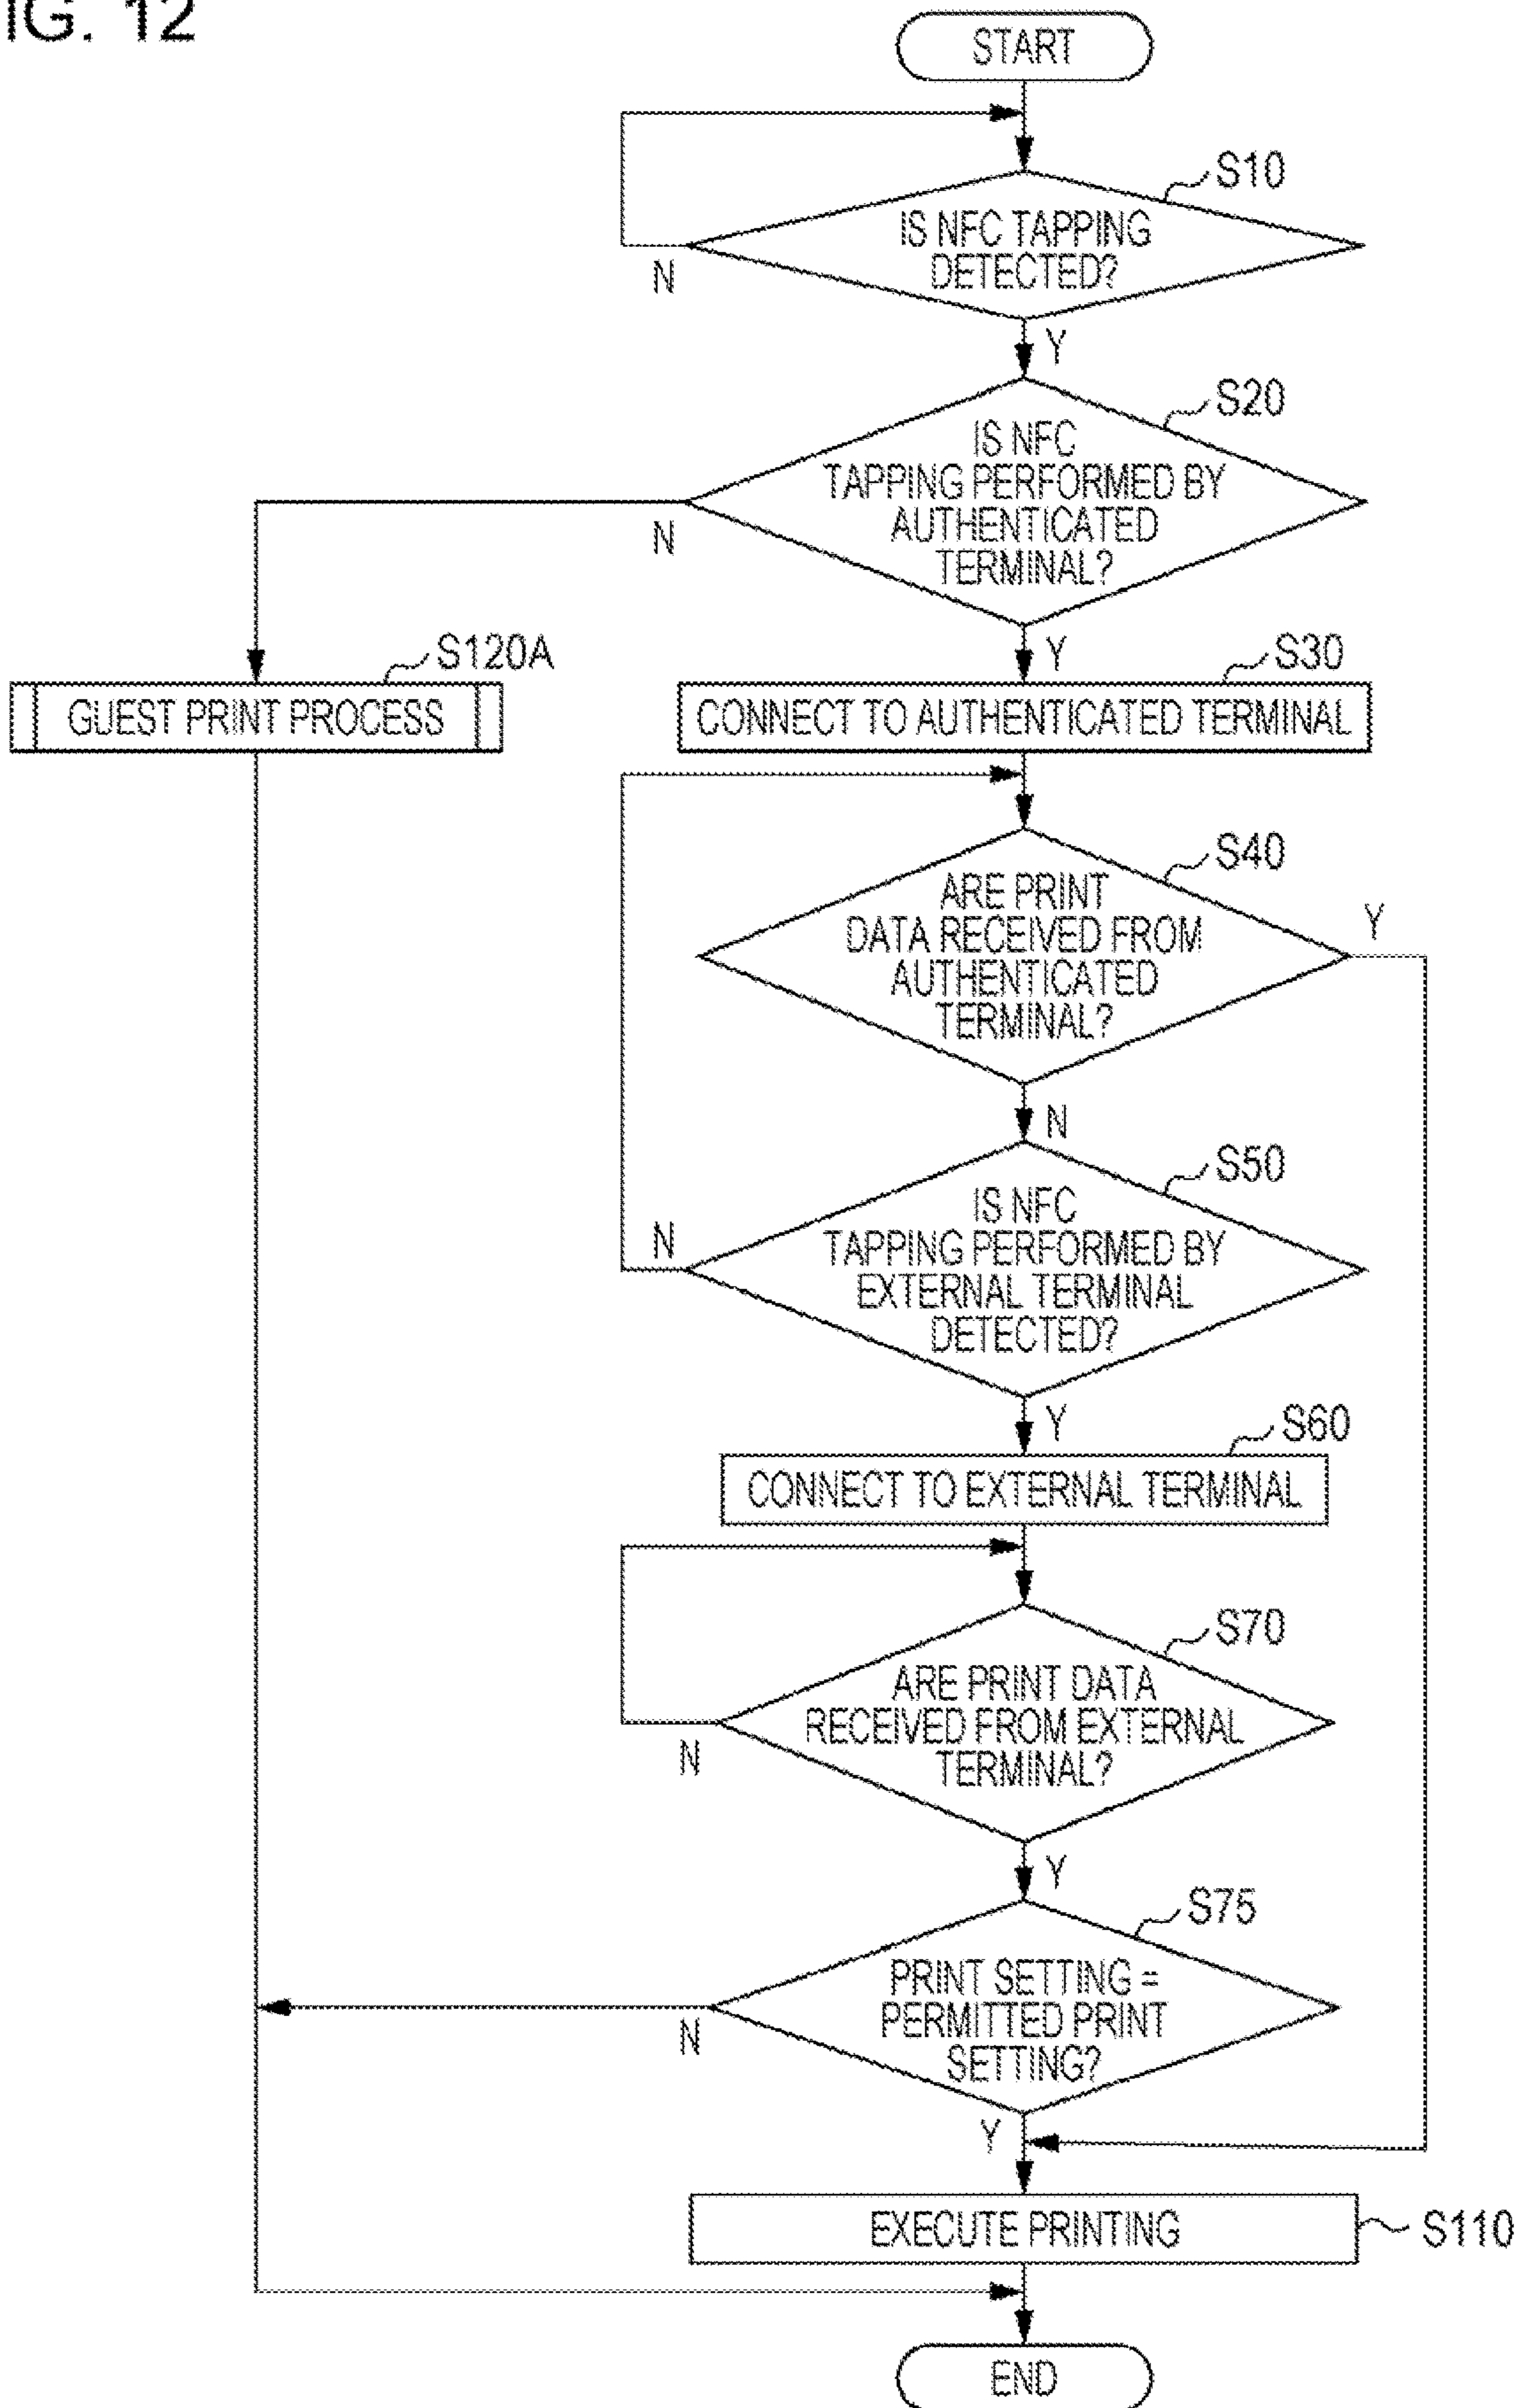 IG. 12
START
S10
IS NFC TAPPING
DETECTED?
N
Y
S20
IS NFC
TAPPING PERFORMED BY
AUTHENTICATED
TERMINAL?
N
Y
S120A
GUEST PRINT PROCESS
S30
CONNECT TO AUTHENTICATED TERMINAL
S40
ARE PRINT
DATA RECEIVED FROM
AUTHENTICATED
TERMINAL?
Y
N
S50
IS NFC
TAPPING PERFORMED BY
EXTERNAL TERMINAL
DETECTED?
N
Y
S60
CONNECT TO EXTERNAL TERMINAL
S70
ARE PRINT DATA
RECEIVED FROM EXTERNAL
TERMINAL?
N
Y
S75
PRINT SETTING =
PERMITTED PRINT
SETTING?
N
Y
EXECUTE PRINTING
S110
END